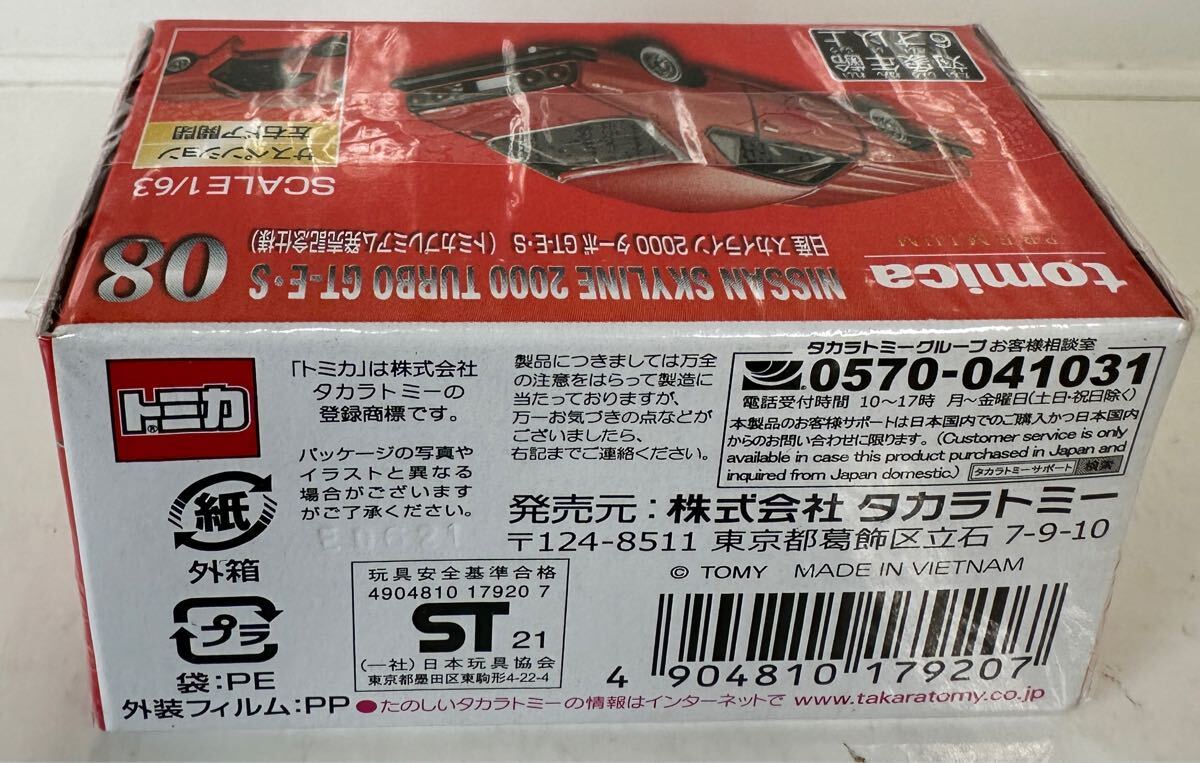 tomica
PREMIUM
対象年齢
6才以上
08
NISSAN SKYLINE 2000 TURBO GT-E・S
日産 スカイライン 2000 ターボ GT-E・S (トミカプレミアム発売記念仕様)
SCALE 1/63
サスペンション
左右ドア開閉
トミカ
「トミカ」は株式会社
タカラトミーの
登録商標です。
パッケージの写真や
イラストと異なる
場合がございます
がご了承ください。
製品につきましては万全
の注意をはらって製造に
当たっておりますが、
万一お気づきの点などが
ございましたら、
右記までご連絡ください。
タカラトミーグループ お客様相談室
0570-041031
電話受付時間 10〜17時 月〜金曜日(土日・祝日除く)
本製品のお客様サポートは日本国内でのご購入かつ日本国内
からのお問い合わせに限ります。(Customer service is only
available in case this product purchased in Japan and
inquired from Japan domestic.)
タカラトミーサポート 検索
発売元:株式会社 タカラトミー
〒124-8511 東京都葛飾区立石 7-9-10
© TOMY MADE IN VIETNAM
紙
外箱
プラ
袋:PE
外装フィルム:PP
玩具安全基準合格
4904810 17920 7
ST 21
(一社)日本玩具協会
東京都墨田区東駒形4-22-4
4 904810 179207
●たのしいタカラトミーの情報はインターネットで www.takaratomy.co.jp